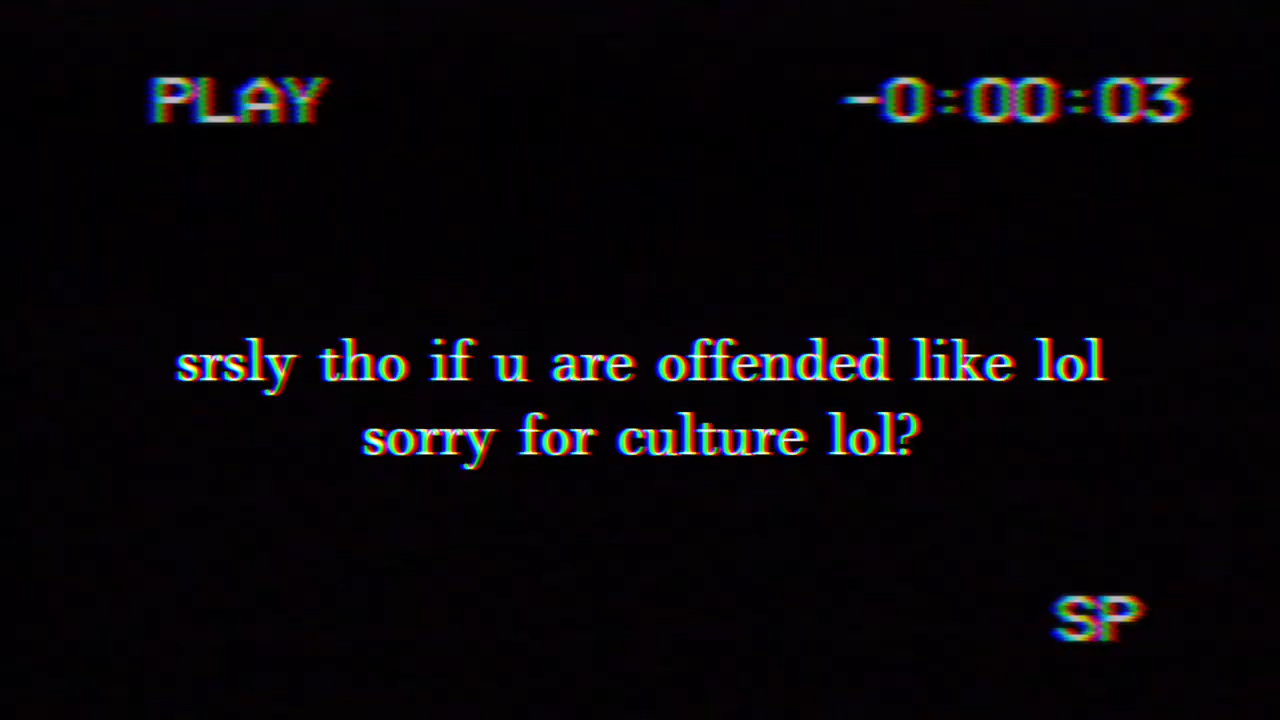 PLAY
-0:00:03
srsly tho if u are offended like lol
sorry for culture lol?
SP